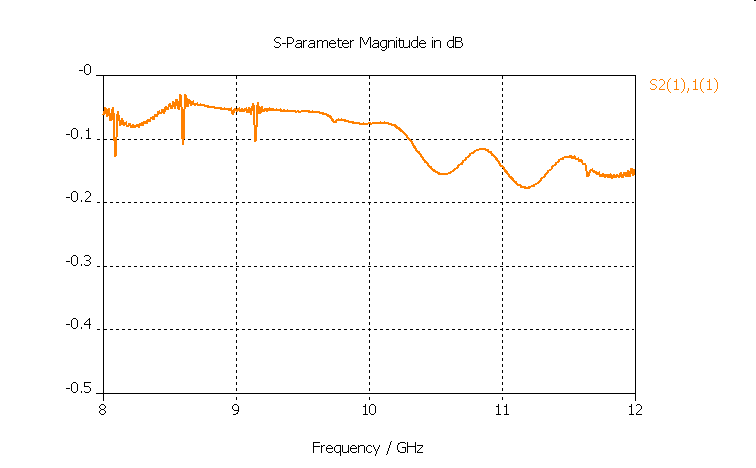 S-Parameter Magnitude in dB
S2(1),1(1)
-0
-0.1
-0.2
-0.3
-0.4
-0.5
8 9 10 11 12
Frequency / GHz